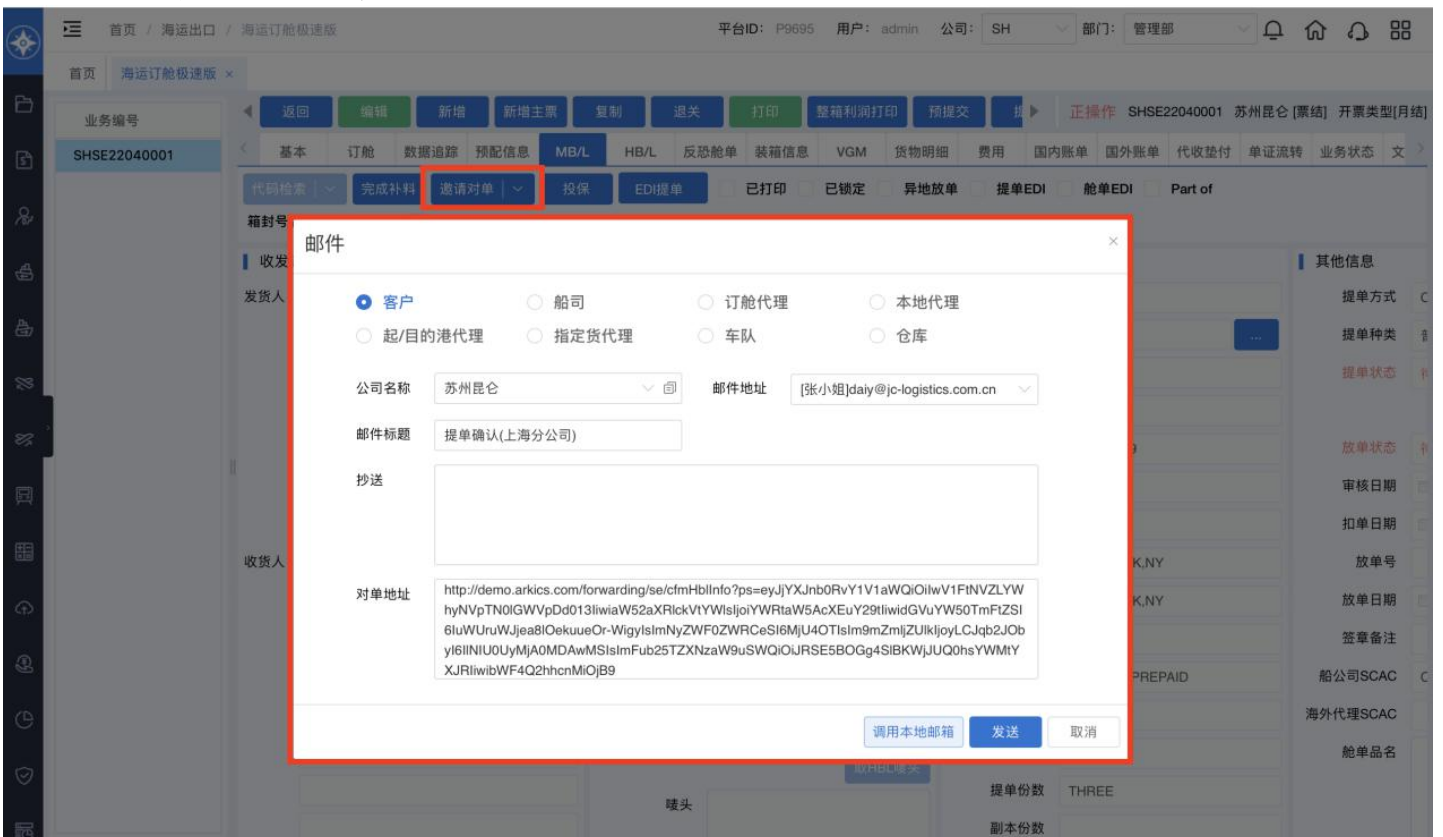 首页 / 海运出口 / 海运订舱极速版 平台ID: P9695 用户: admin 公司: SH 部门: 管理部
首页 海运订舱极速版 ×
业务编号
SHSE22040001
返回 编辑 新增 新增主票 复制 退关 打印 整箱利润打印 预提交 正操作 SHSE22040001 苏州昆仑 [票结] 开票类型[月结]
基本 订舱 数据追踪 预配信息 MB/L HB/L 反恐舱单 装箱信息 VGM 货物明细 费用 国内账单 国外账单 代收垫付 单证流转 业务状态 文
代码检索 完成补料 邀请对单 投保 EDI提单 已打印 已锁定 异地放单 提单EDI 舱单EDI Part of
箱封号
收发
发货人
收货人
邮件 ×
客户 船司 订舱代理 本地代理
起/目的港代理 指定货代理 车队 仓库
公司名称 苏州昆仑 邮件地址 [张小姐]daiy@jc-logistics.com.cn
邮件标题 提单确认(上海分公司)
抄送
对单地址
http://demo.arkics.com/forwarding/se/cfmHblInfo?ps=eyJjYXJnb0RvY1V1aWQiOiIwV1FtNVZLYW
hyNVpTN0lGWVpDd013IiwiaW52aXRlckVtYWlsIjoiYWRtaW5AcXEuY29tIiwidGVuYW50TmFtZSI
6IuWUruWJjea8lOekuueOr-WigyIsImNyZWF0ZWRCeSI6MjU4OTIsIm9mZmljZUlkIjoyLCJqb2JOb
yI6IlNIU0UyMjA0MDAwMSIsImFub25TZXNzaW9uSWQiOiJRSE5BOGg4SlBKWjJUQ0hsYWMtY
XJRIiwibWF4Q2hhcnMiOjB9
调用本地邮箱 发送 取消
其他信息
提单方式
提单种类
...
提单状态
放单状态
审核日期
扣单日期
K,NY 放单号
K,NY 放单日期
签章备注
PREPAID 船公司SCAC
海外代理SCAC
舱单品名
唛头
提单份数 THREE
副本份数